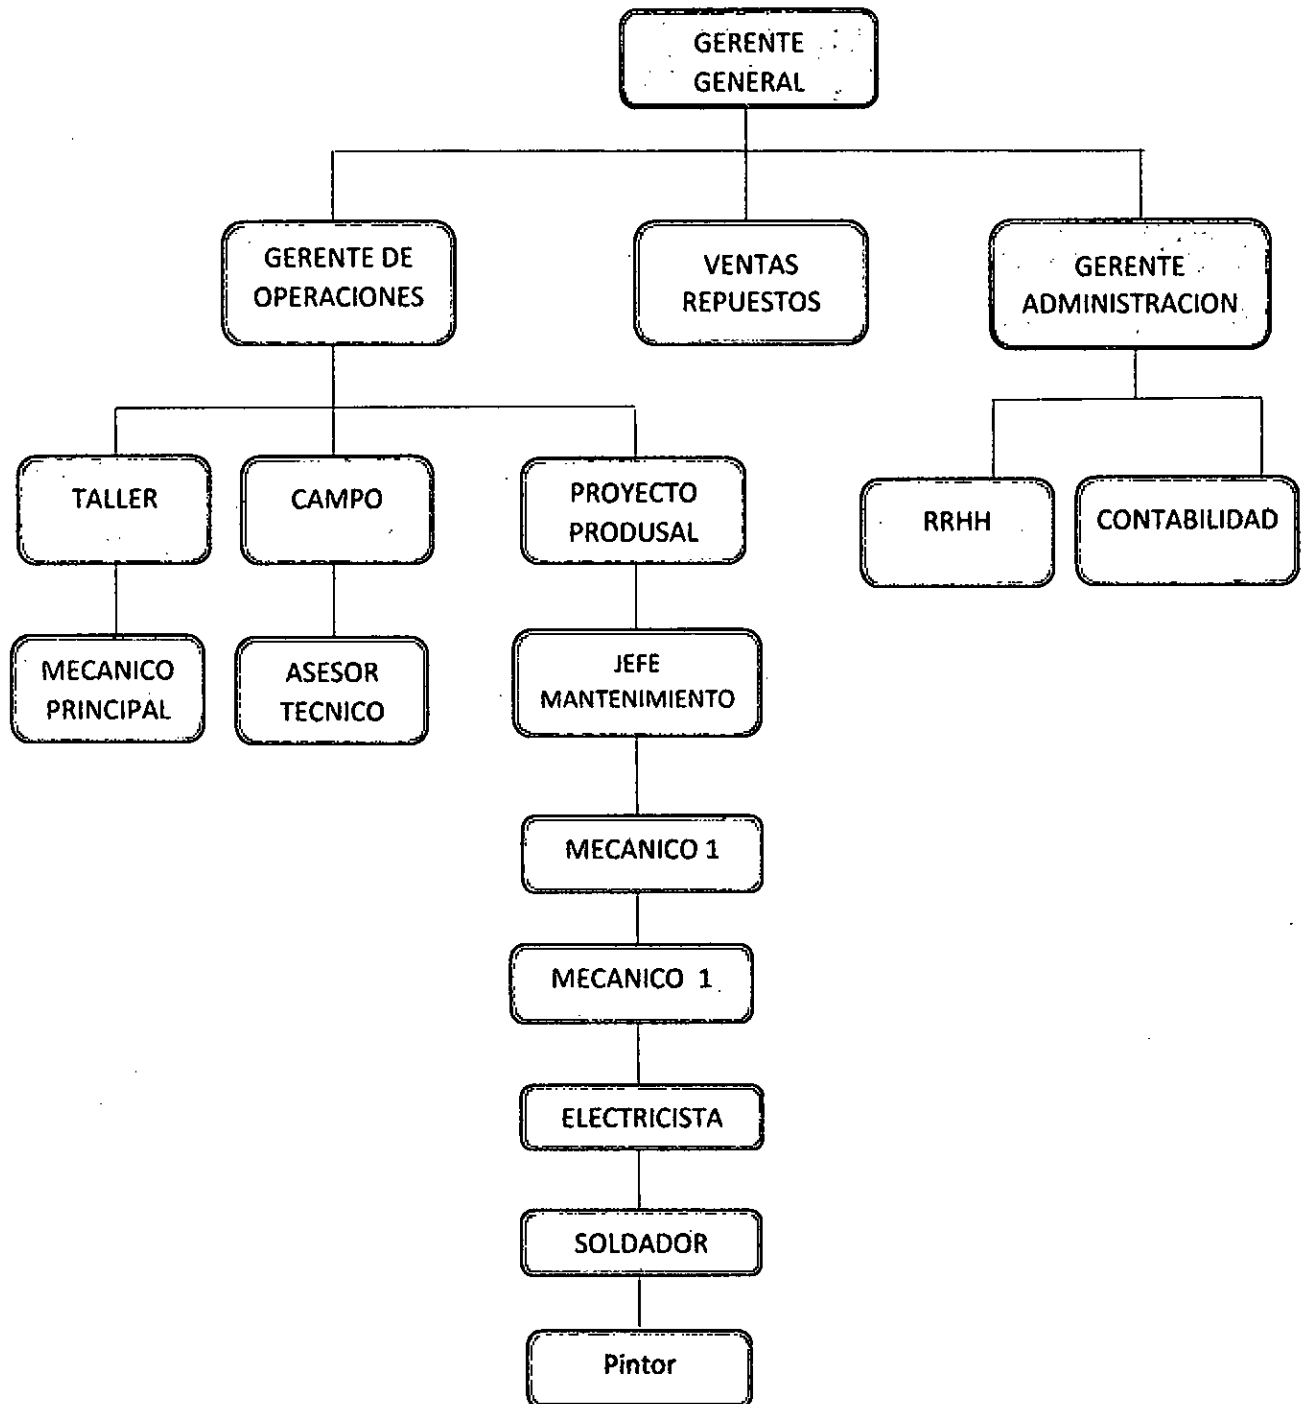 GERENTE
GENERAL
GERENTE DE
OPERACIONES
VENTAS
REPUESTOS
GERENTE
ADMINISTRACION
TALLER
CAMPO
PROYECTO
PRODUSAL
RRHH
CONTABILIDAD
MECANICO
PRINCIPAL
ASESOR
TECNICO
JEFE
MANTENIMIENTO
MECANICO 1
MECANICO 1
ELECTRICISTA
SOLDADOR
Pintor